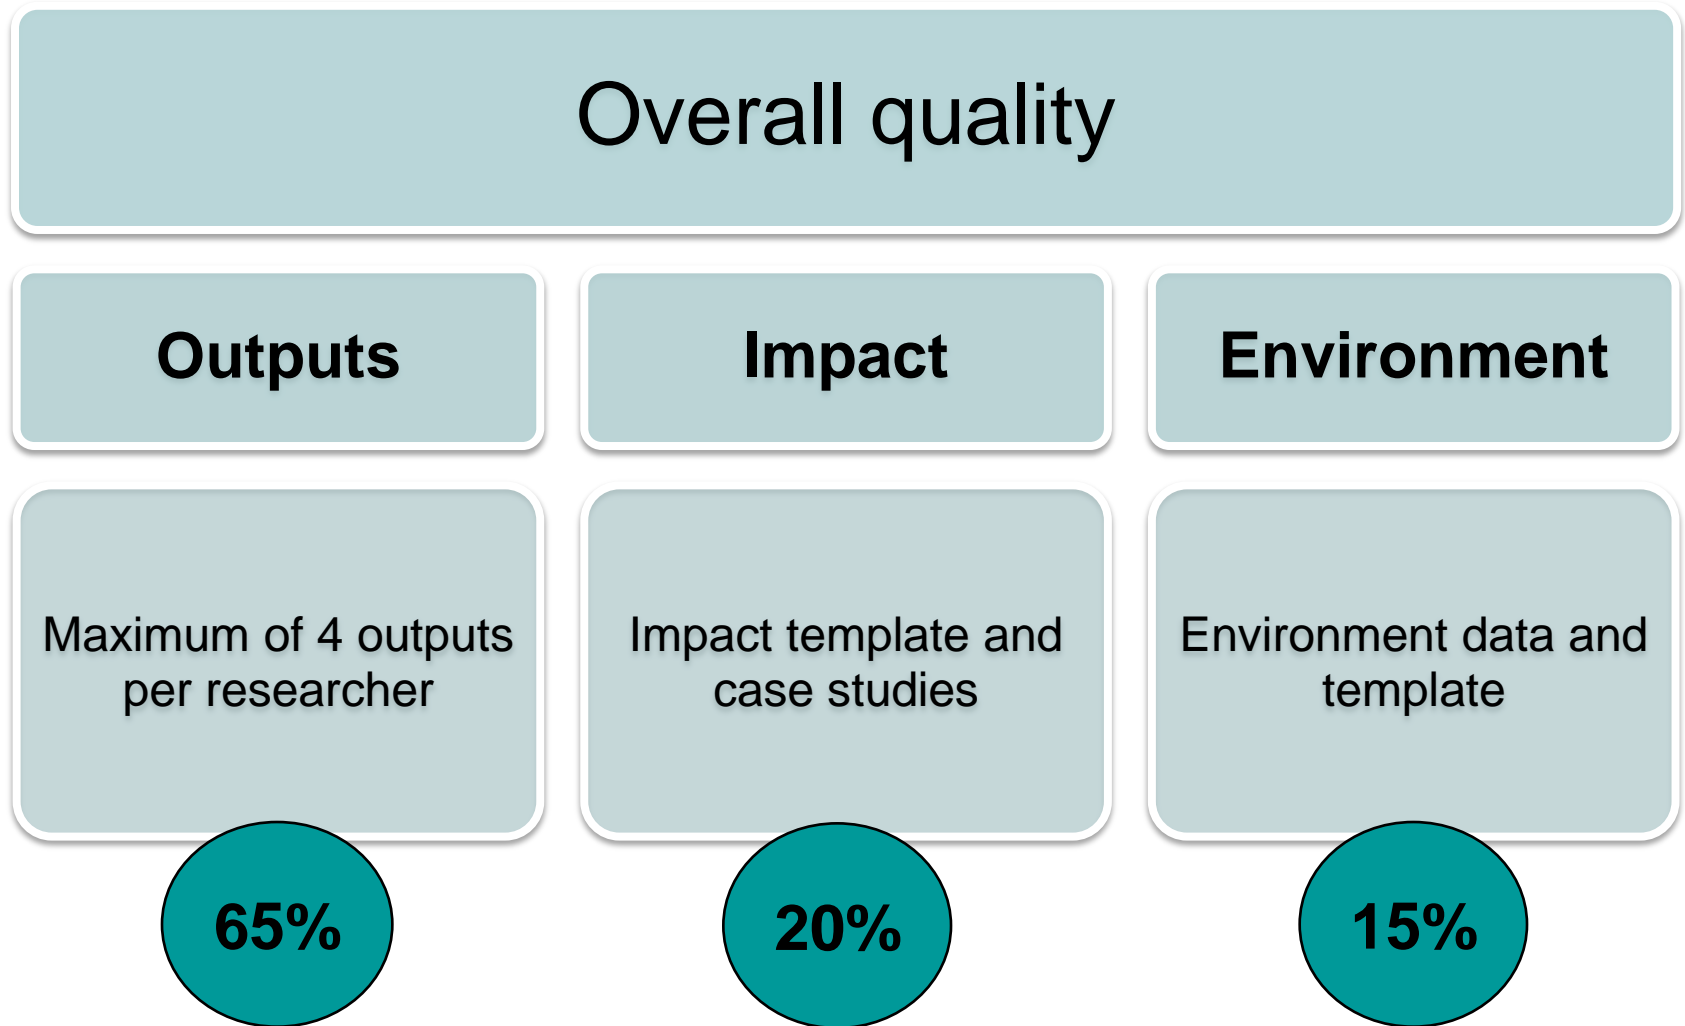 Overall quality
Outputs
Impact
Environment
Maximum of 4 outputs
per researcher
Impact template and
case studies
Environment data and
template
65%
20%
15%